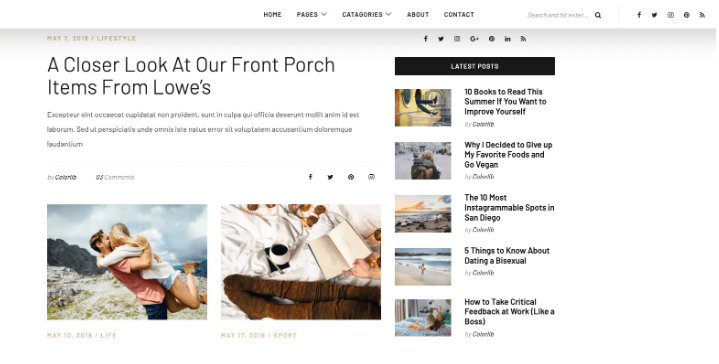 HOME PAGES CATAGORIES ABOUT CONTACT Search and hit enter...
MAY 7, 2018 / LIFESTYLE
A Closer Look At Our Front Porch
Items From Lowe's
Excepteur sint occaecat cupidatat non proident, sunt in culpa qui officia deserunt mollit anim id est
laborum. Sed ut perspiciatis unde omnis iste natus error sit voluptatem accusantium doloremque
laudantium
by Colorlib 03 Comments
MAY 10, 2018 / LIFE
MAY 17, 2018 / SPORT
LATEST POSTS
10 Books to Read This
Summer If You Want to
Improve Yourself
by Colorlib
Why I Decided to Give up
My Favorite Foods and
Go Vegan
by Colorlib
The 10 Most
Instagrammable Spots in
San Diego
by Colorlib
5 Things to Know About
Dating a Bisexual
by Colorlib
How to Take Critical
Feedback at Work (Like a
Boss)
by Colorlib